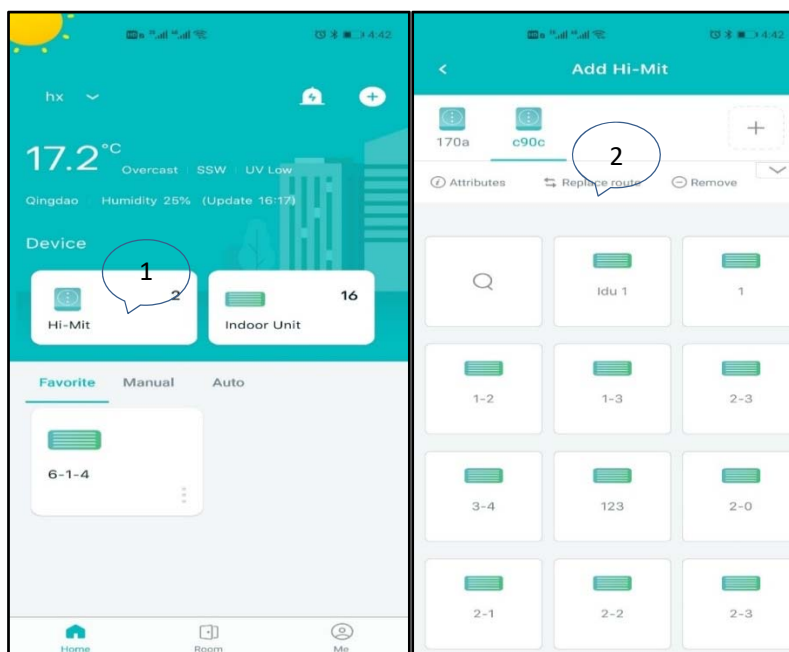 4:42
hx
17.2°C
Overcast | SSW | UV Low
Qingdao | Humidity 25% (Update 16:17)
Device
1
2
Hi-Mit
16
Indoor Unit
Favorite Manual Auto
6-1-4
Home Room Me
4:42
Add Hi-Mit
170a c90c
2
Attributes Replace route Remove
Idu 1 1
1-2 1-3 2-3
3-4 123 2-0
2-1 2-2 2-3